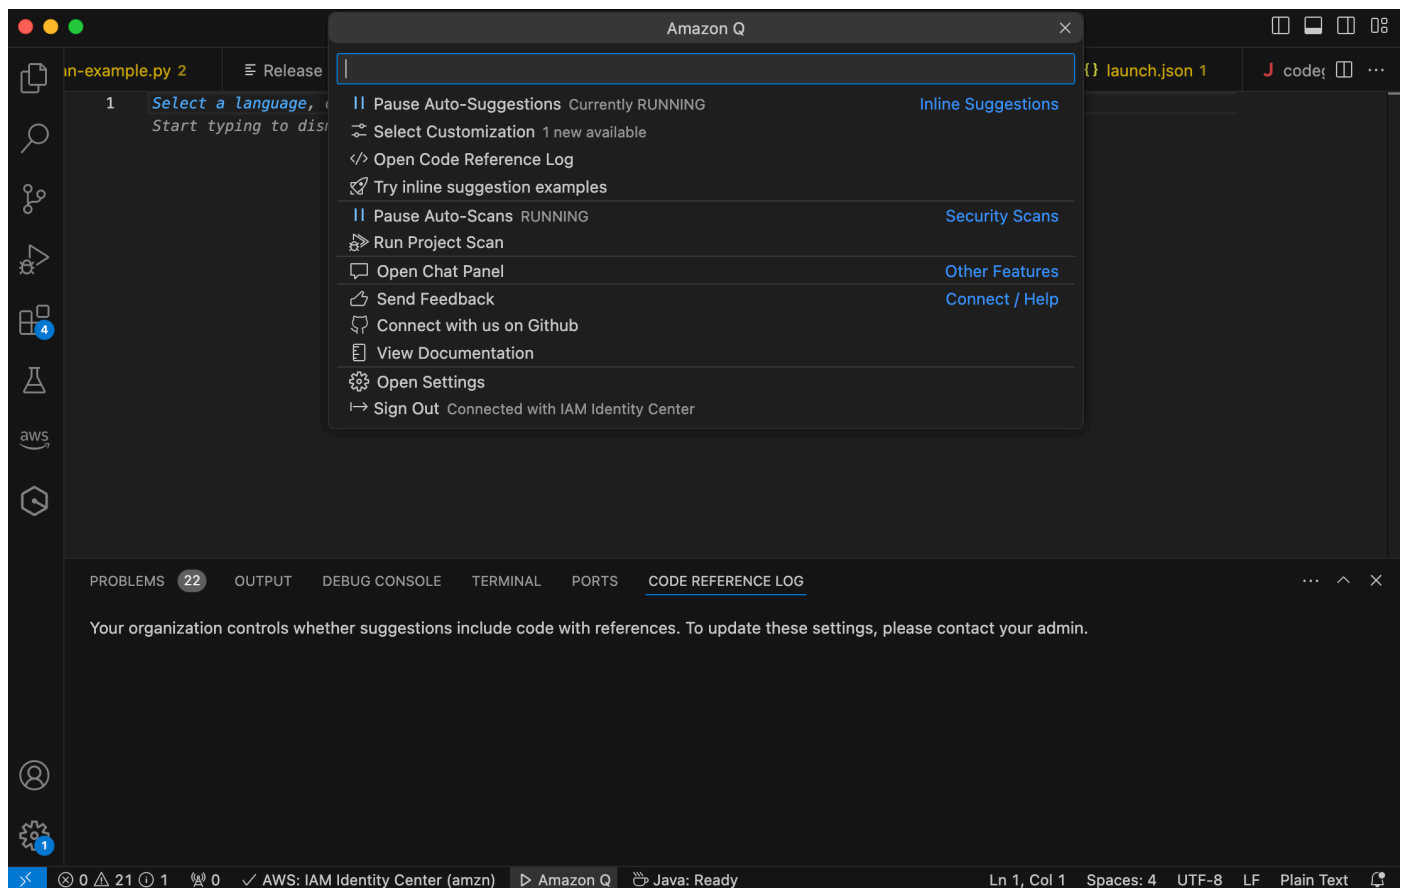 Amazon Q
n-example.py 2
Release
launch.json 1
J
1 Select a language,
Start typing to
Pause Auto-Suggestions Currently RUNNING Inline Suggestions
Select Customization 1 new available
Open Code Reference Log
Try inline suggestion examples
Pause Auto-Scans RUNNING Security Scans
Run Project Scan
Open Chat Panel Other Features
Send Feedback Connect / Help
Connect with us on Github
View Documentation
Open Settings
Sign Out Connected with IAM Identity Center
4
aws
PROBLEMS 22 OUTPUT DEBUG CONSOLE TERMINAL PORTS CODE REFERENCE LOG
Your organization controls whether suggestions include code with references. To update these settings, please contact your admin.
1
0 21 1 0 AWS: IAM Identity Center (amzn) Amazon Q Java: Ready Ln 1, Col 1 Spaces: 4 UTF-8 LF Plain Text